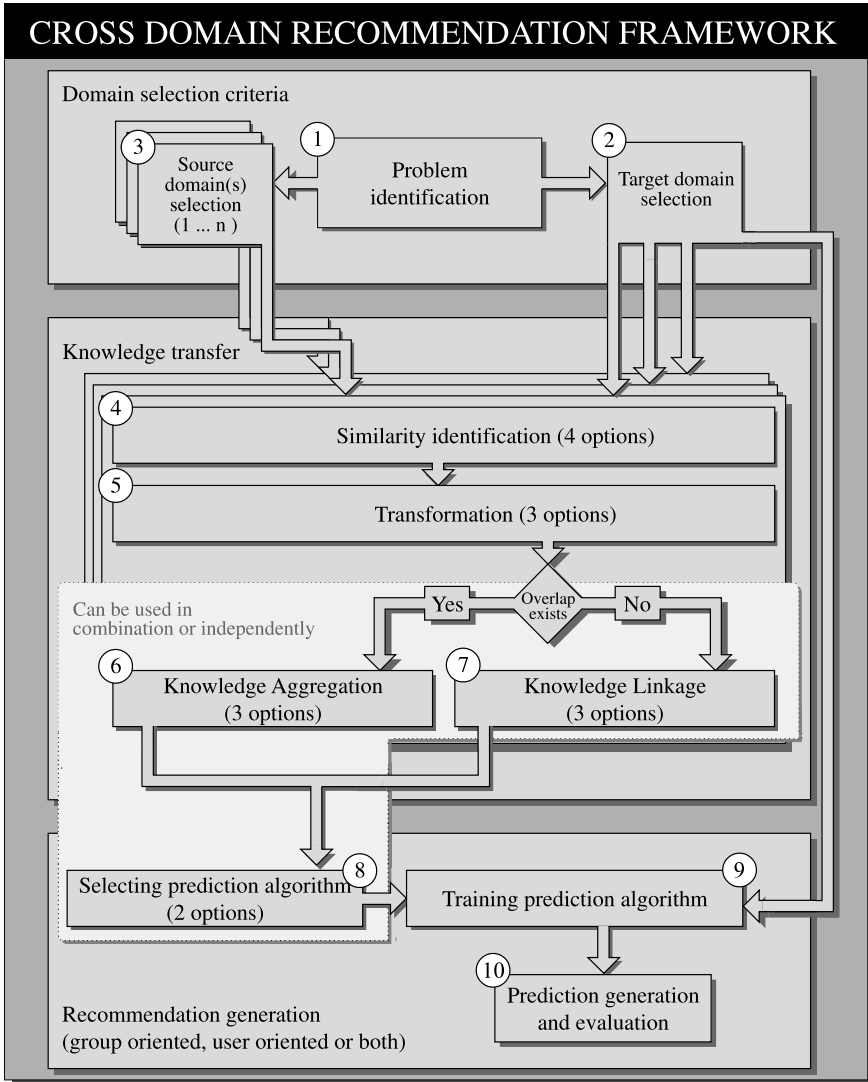 CROSS DOMAIN RECOMMENDATION FRAMEWORK
Domain selection criteria
1
Problem
identification
2
Target domain
selection
3
Source
domain(s)
selection
(1 ... n )
Knowledge transfer
4
Similarity identification (4 options)
5
Transformation (3 options)
Overlap
exists
Yes
No
Can be used in
combination or independently
6
Knowledge Aggregation
(3 options)
7
Knowledge Linkage
(3 options)
8
Selecting prediction algorithm
(2 options)
9
Training prediction algorithm
10
Prediction generation
and evaluation
Recommendation generation
(group oriented, user oriented or both)